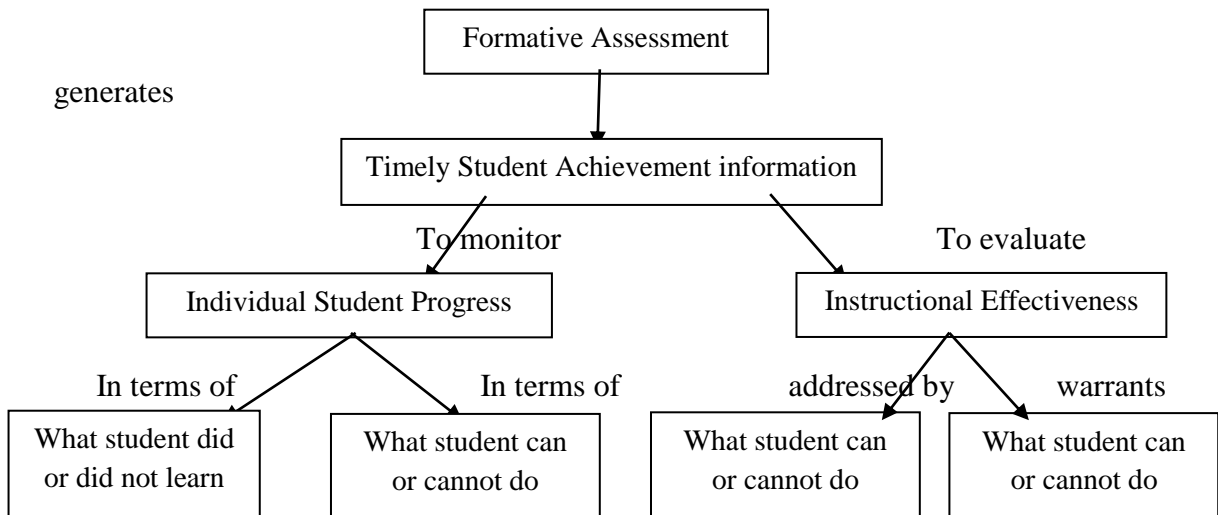 Formative Assessment
generates
Timely Student Achievement information
To monitor
To evaluate
Individual Student Progress
Instructional Effectiveness
In terms of
In terms of
addressed by
warrants
What student did
or did not learn
What student can
or cannot do
What student can
or cannot do
What student can
or cannot do